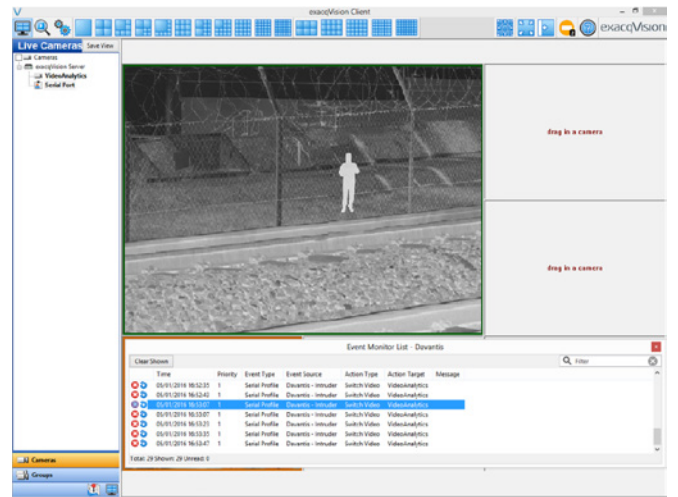 exacqVision Client
exacqVision
Live Cameras Save View
Cameras
exacqVision Server
VideoAnalytics
Serial Port
drag in a camera
drag in a camera
Event Monitor List - Davantis
Clear Shown
Filter
Time Priority Event Type Event Source Action Type Action Target Message
05/01/2016 16:52:35 1 Serial Profile Davantis - Intruder Switch Video VideoAnalytics
05/01/2016 16:52:42 1 Serial Profile Davantis - Intruder Switch Video VideoAnalytics
05/01/2016 16:53:07 1 Serial Profile Davantis - Intruder Switch Video VideoAnalytics
05/01/2016 16:53:07 1 Serial Profile Davantis - Intruder Switch Video VideoAnalytics
05/01/2016 16:53:23 1 Serial Profile Davantis - Intruder Switch Video VideoAnalytics
05/01/2016 16:53:35 1 Serial Profile Davantis - Intruder Switch Video VideoAnalytics
05/01/2016 16:53:47 1 Serial Profile Davantis - Intruder Switch Video VideoAnalytics
Total: 29 Shown: 29 Unread: 0
Cameras
Groups